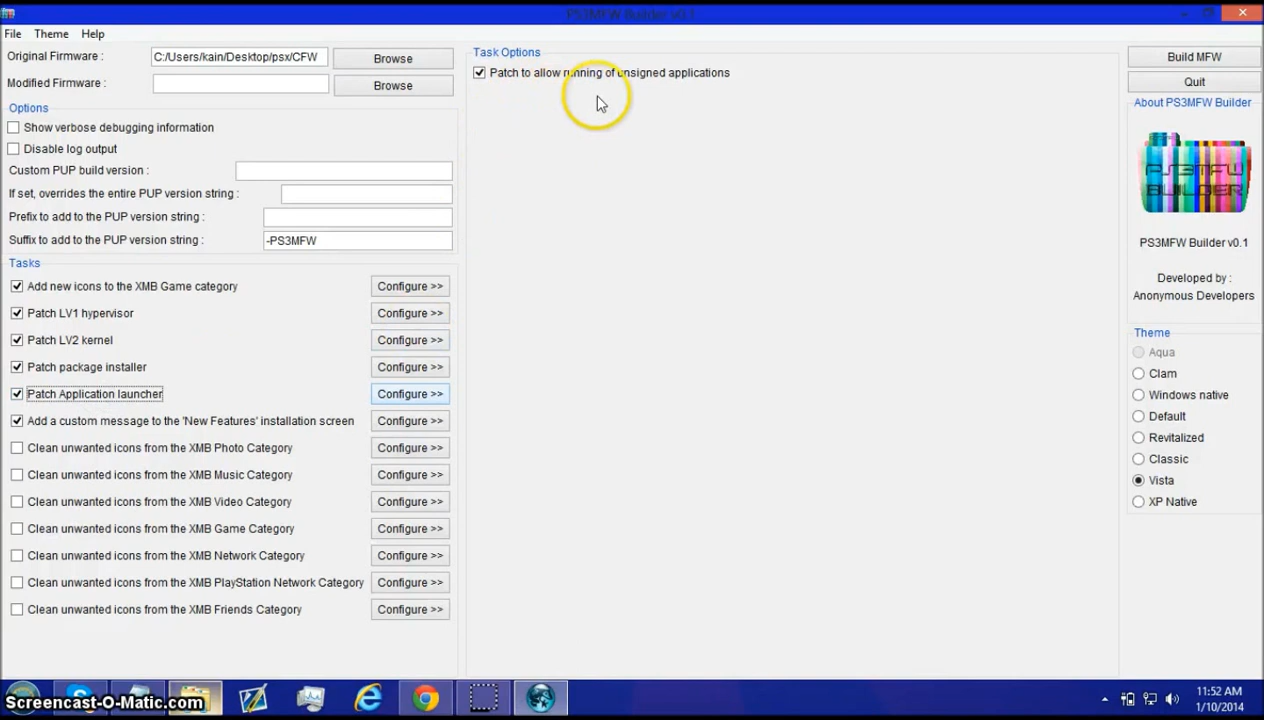 PS3MFW Builder v0.1
File Theme Help
Original Firmware : C:/Users/kain/Desktop/psx/CFW Browse
Modified Firmware : Browse
Options
Show verbose debugging information
Disable log output
Custom PUP build version :
If set, overrides the entire PUP version string :
Prefix to add to the PUP version string :
Suffix to add to the PUP version string : -PS3MFW
Tasks
Add new icons to the XMB Game category Configure >>
Patch LV1 hypervisor Configure >>
Patch LV2 kernel Configure >>
Patch package installer Configure >>
Patch Application launcher Configure >>
Add a custom message to the 'New Features' installation screen Configure >>
Clean unwanted icons from the XMB Photo Category Configure >>
Clean unwanted icons from the XMB Music Category Configure >>
Clean unwanted icons from the XMB Video Category Configure >>
Clean unwanted icons from the XMB Game Category Configure >>
Clean unwanted icons from the XMB Network Category Configure >>
Clean unwanted icons from the XMB PlayStation Network Category Configure >>
Clean unwanted icons from the XMB Friends Category Configure >>
Task Options
Patch to allow running of unsigned applications
Build MFW
Quit
About PS3MFW Builder
PS3MFW
BUILDER
PS3MFW Builder v0.1
Developed by :
Anonymous Developers
Theme
Aqua
Clam
Windows native
Default
Revitalized
Classic
Vista
XP Native
Screencast-O-Matic.com
11:52 AM
1/10/2014